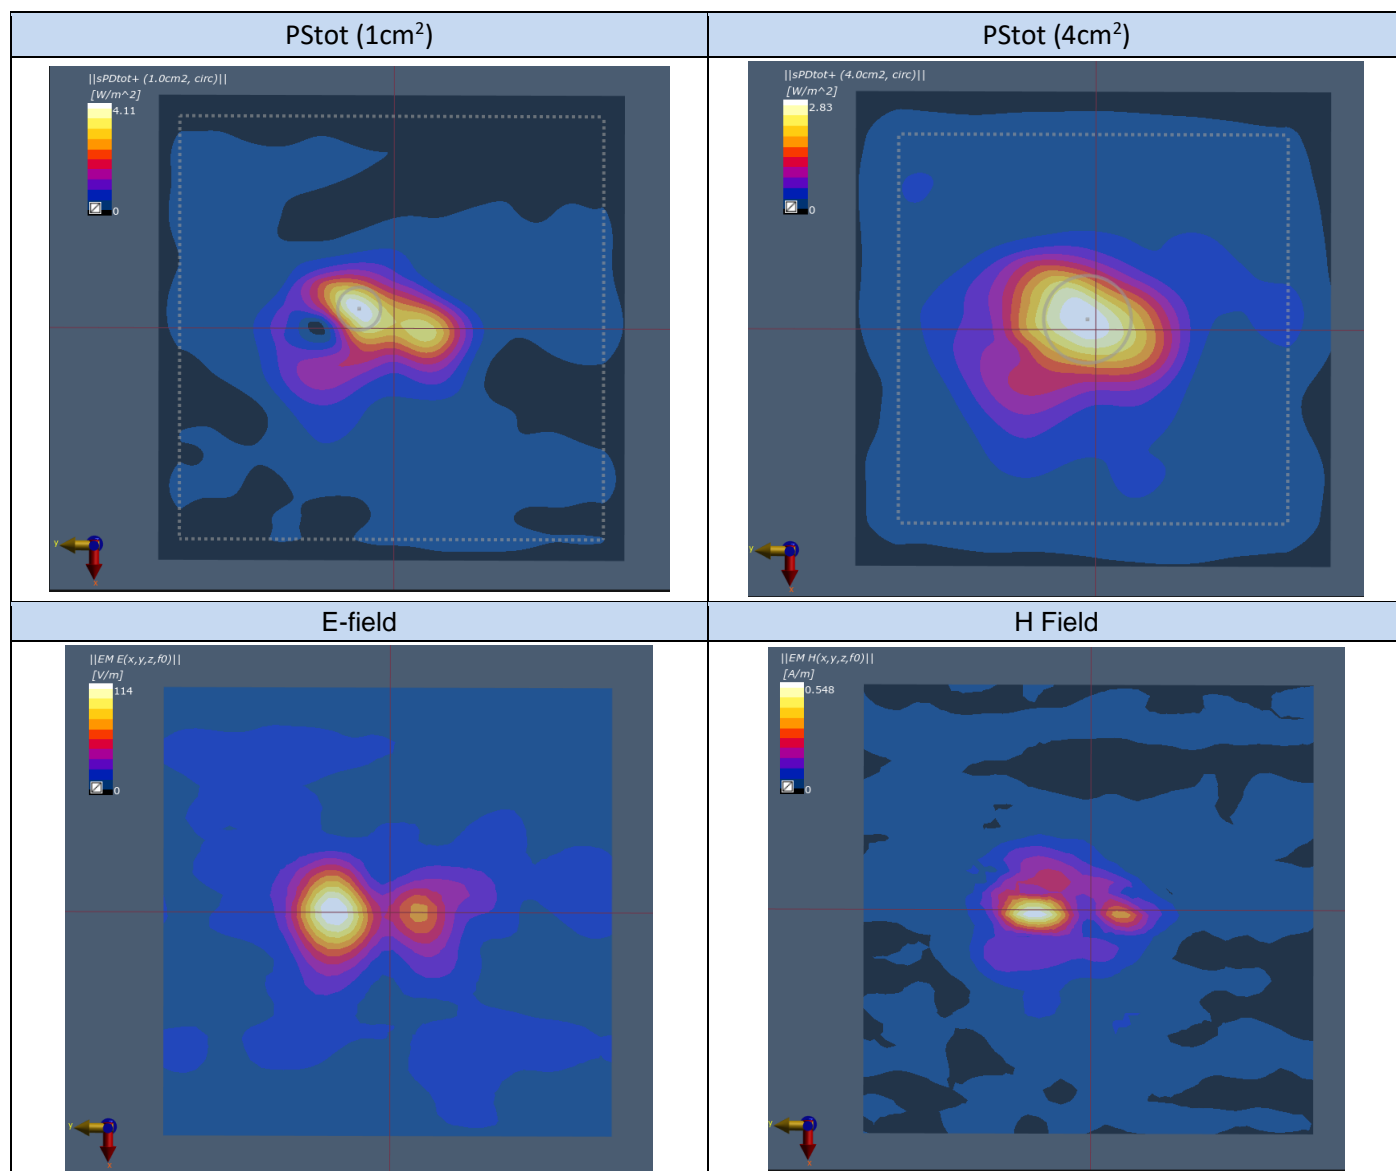 PStot (1cm²)
PStot (4cm²)
||sPDtot+ (1.0cm2, circ)||
[W/m^2]
4.11
0
y
x
||sPDtot+ (4.0cm2, circ)||
[W/m^2]
2.83
0
y
x
E-field
H Field
||EM E(x,y,z,f0)||
[V/m]
114
0
y
x
||EM H(x,y,z,f0)||
[A/m]
0.548
0
y
x